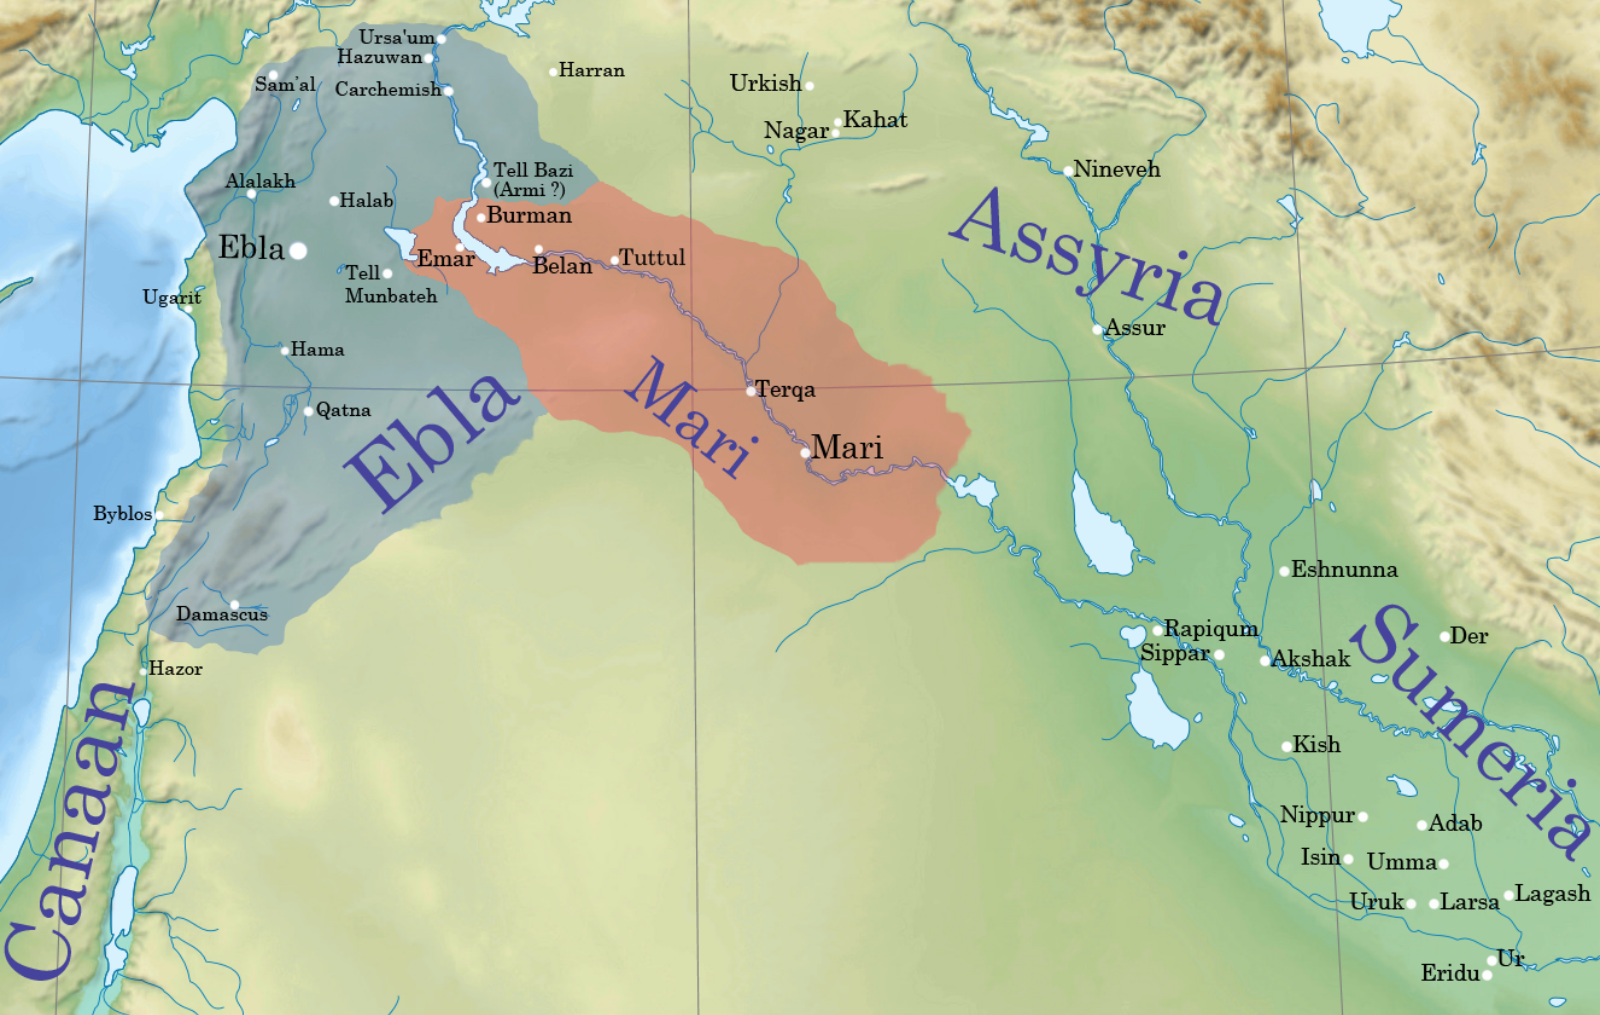 Ursa'um
Hazuwan
Sam'al
Carchemish
Harran
Urkish
Kahat
Nagar
Nineveh
Tell Bazi
(Armi ?)
Alalakh
Halab
Burman
Assyria
Ebla
Emar
Belan
Tuttul
Tell
Munbateh
Ugarit
Assur
Hama
Ebla
Mari
Terqa
Qatna
Mari
Byblos
Eshnunna
Damascus
Rapiqum
Sippar
Akshak
Der
Sumeria
Hazor
Canaan
Kish
Nippur
Adab
Isin
Umma
Uruk
Larsa
Lagash
Ur
Eridu